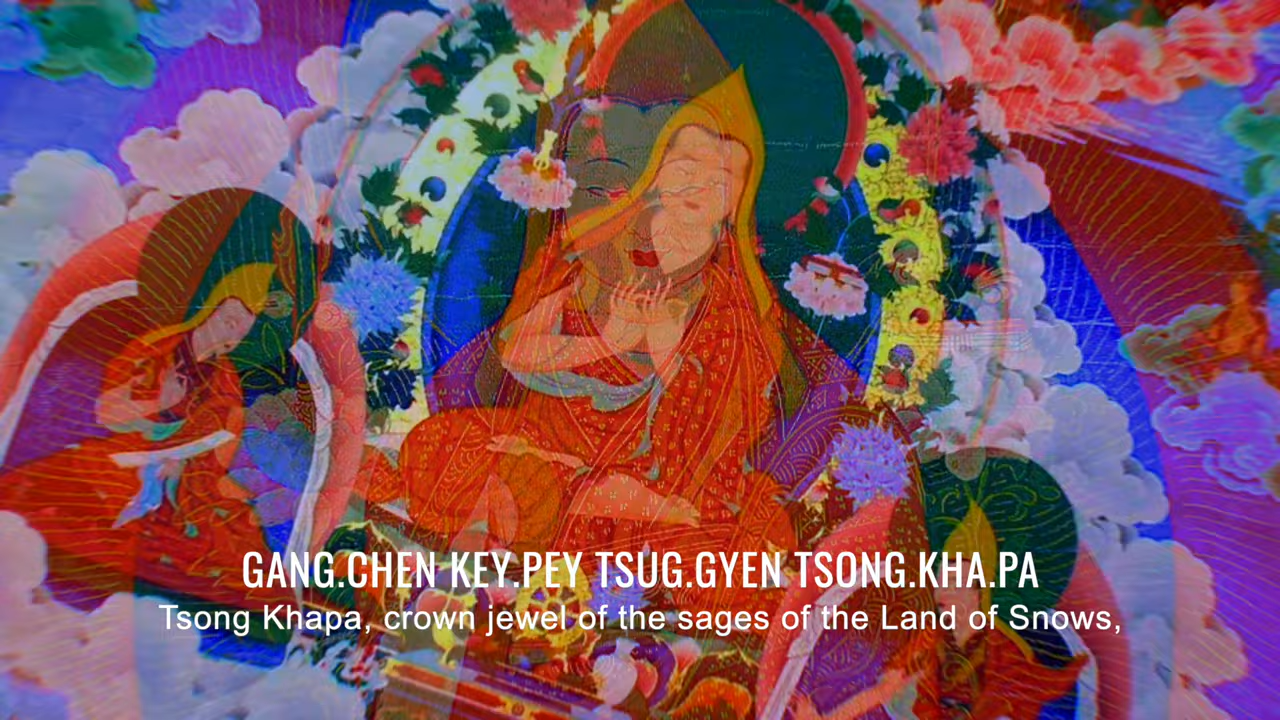 GANG.CHEN KEY.PEY TSUG.GYEN TSONG.KHA.PA
Tsong Khapa, crown jewel of the sages of the Land of Snows,